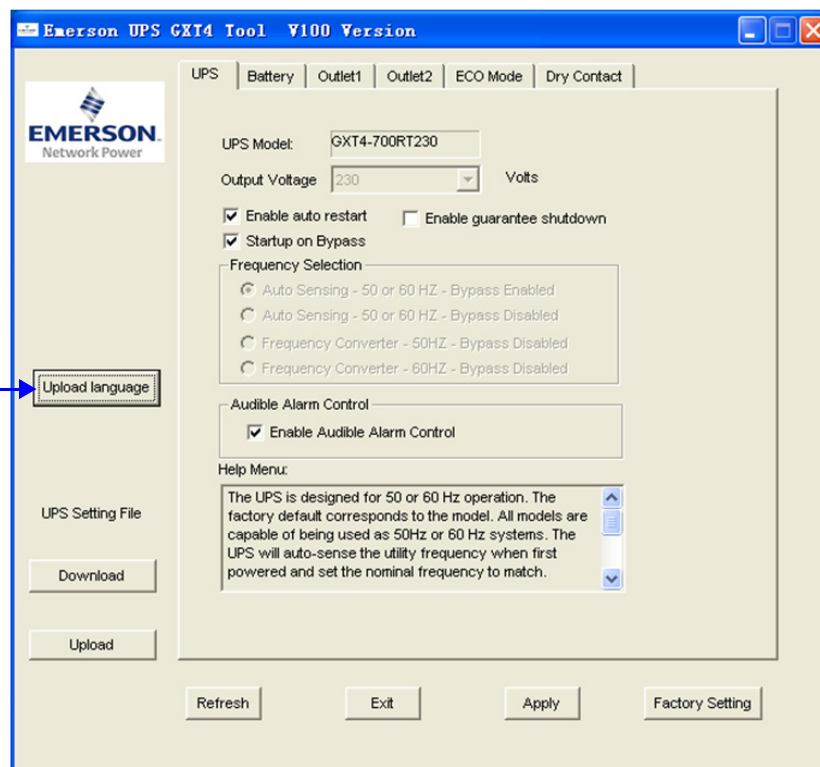 Emerson UPS GXT4 Tool V100 Version
UPS Battery Outlet1 Outlet2 ECO Mode Dry Contact
EMERSON.
Network Power
UPS Model: GXT4-700RT230
Output Voltage 230 Volts
Enable auto restart Enable guarantee shutdown
Startup on Bypass
Frequency Selection
Auto Sensing - 50 or 60 HZ - Bypass Enabled
Auto Sensing - 50 or 60 HZ - Bypass Disabled
Frequency Converter - 50HZ - Bypass Disabled
Frequency Converter - 60HZ - Bypass Disabled
Upload language
Audible Alarm Control
Enable Audible Alarm Control
Help Menu:
The UPS is designed for 50 or 60 Hz operation. The
factory default corresponds to the model. All models are
capable of being used as 50Hz or 60 Hz systems. The
UPS will auto-sense the utility frequency when first
powered and set the nominal frequency to match.
UPS Setting File
Download
Upload
Refresh Exit Apply Factory Setting